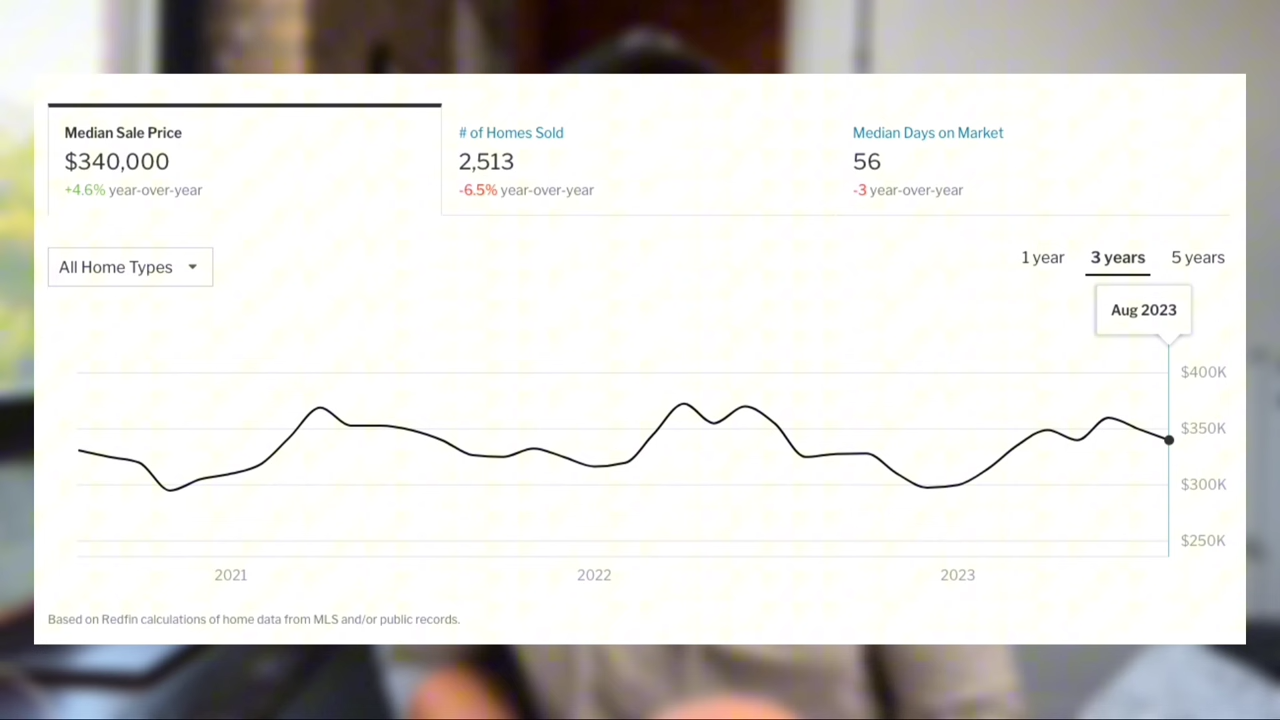 Median Sale Price
$340,000
+4.6% year-over-year
# of Homes Sold
2,513
-6.5% year-over-year
Median Days on Market
56
-3 year-over-year
All Home Types
1 year
3 years
5 years
Aug 2023
$400K
$350K
$300K
$250K
2021
2022
2023
Based on Redfin calculations of home data from MLS and/or public records.